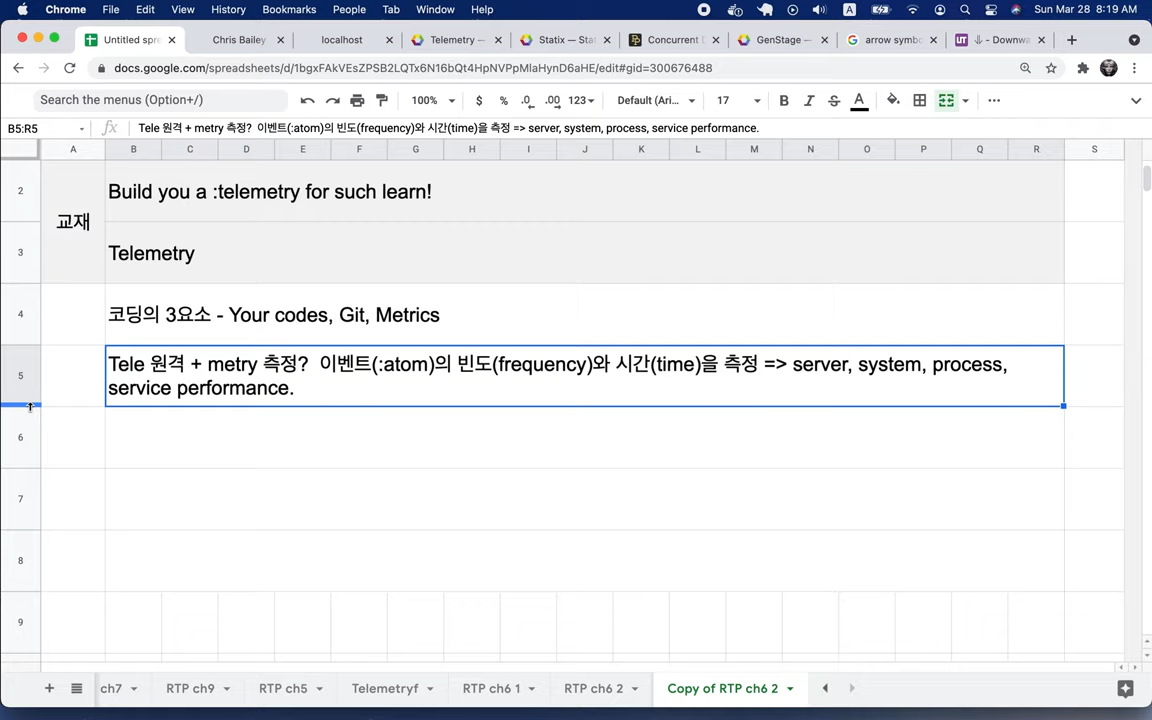 Chrome File Edit View History Bookmarks People Tab Window Help A Sun Mar 28 8:19 AM
Untitled spre Chris Bailey localhost Telemetry — Statix — Stat Concurrent D GenStage — arrow symbo ↓ - Downwa
docs.google.com/spreadsheets/d/1bgxFAkVEsZPSB2LQTx6N16bQt4HpNVPpMlaHynD6aHE/edit#gid=300676488
Search the menus (Option+/) 100% $ % .0 .00 123 Default (Ari... 17 B I S A
B5:R5 fx Tele 원격 + metry 측정? 이벤트(:atom)의 빈도(frequency)와 시간(time)을 측정 => server, system, process, service performance.
A B C D E F G H I J K L M N O P Q R S
2 Build you a :telemetry for such learn!
교재
3 Telemetry
4 코딩의 3요소 - Your codes, Git, Metrics
5 Tele 원격 + metry 측정? 이벤트(:atom)의 빈도(frequency)와 시간(time)을 측정 => server, system, process,
service performance.
6
7
8
9
+ ch7 RTP ch9 RTP ch5 Telemetryf RTP ch6 1 RTP ch6 2 Copy of RTP ch6 2